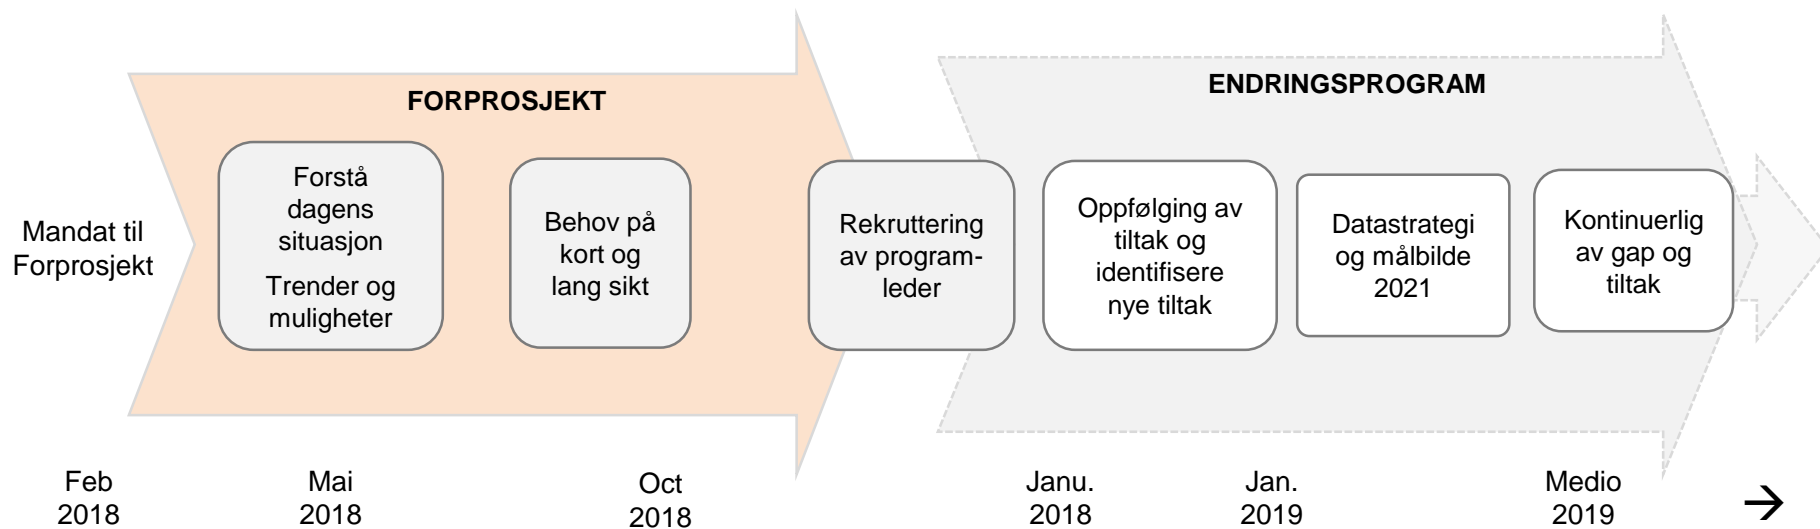 FORPROSJEKT
ENDRINGSPROGRAM
Mandat til
Forprosjekt
Forstå
dagens
situasjon
Trender og
muligheter
Behov på
kort og
lang sikt
Rekruttering
av program-
leder
Oppfølging av
tiltak og
identifisere
nye tiltak
Datastrategi
og målbilde
2021
Kontinuerlig
av gap og
tiltak
Feb
2018
Mai
2018
Oct
2018
Janu.
2018
Jan.
2019
Medio
2019
→